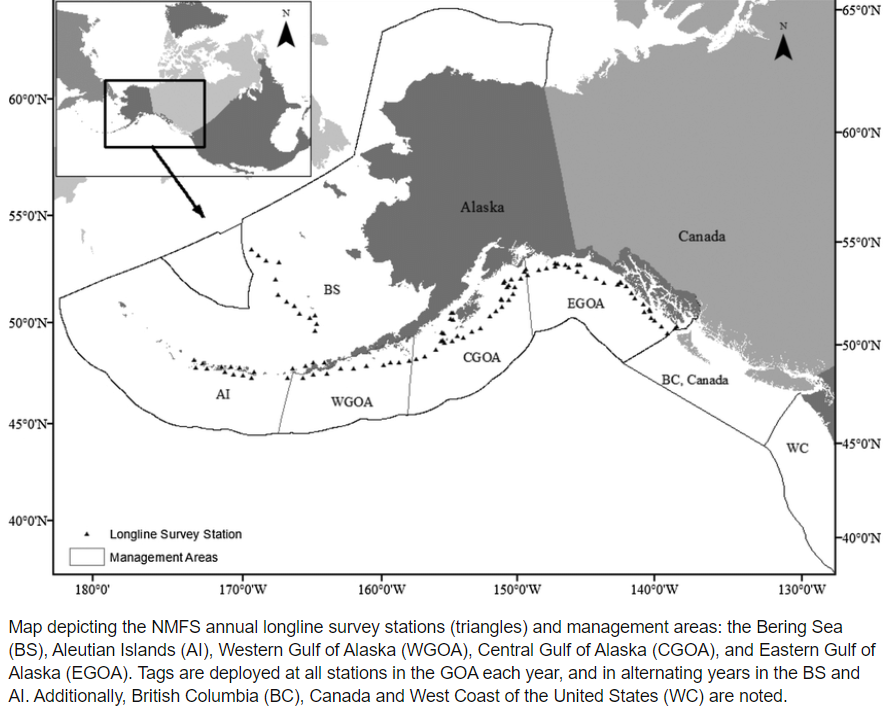 N
65°0'N
N
60°0'N
60°0'N
Alaska
55°0'N
Canada
55°0'N
BS
EGOA
50°0'N
50°0'N
CGOA
BC, Canada
AI
WGOA
45°0'N
45°0'N
WC
40°0'N
40°0'N
Longline Survey Station
Management Areas
180°0'
170°0'W
160°0'W
150°0'W
140°0'W
130°0'W
Map depicting the NMFS annual longline survey stations (triangles) and management areas: the Bering Sea
(BS), Aleutian Islands (AI), Western Gulf of Alaska (WGOA), Central Gulf of Alaska (CGOA), and Eastern Gulf of
Alaska (EGOA). Tags are deployed at all stations in the GOA each year, and in alternating years in the BS and
AI. Additionally, British Columbia (BC), Canada and West Coast of the United States (WC) are noted.